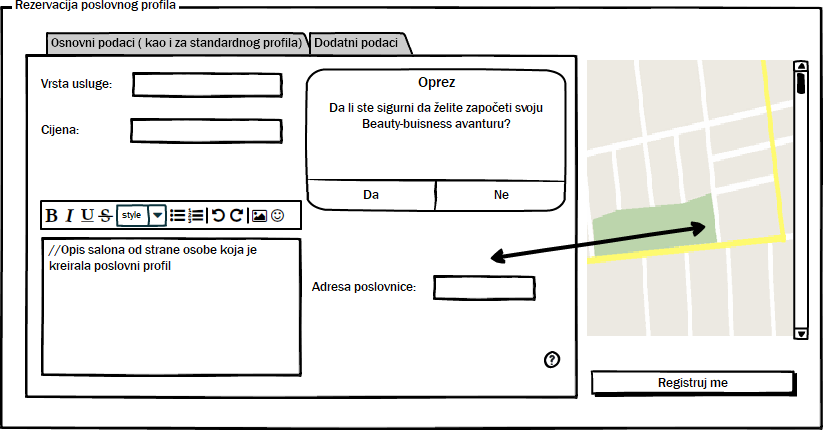 Rezervacija poslovnog profila
Osnovni podaci ( kao i za standardnog profila)
Dodatni podaci
Vrsta usluge:
Cijena:
Oprez
Da li ste sigurni da želite započeti svoju
Beauty-buisness avanturu?
Da
Ne
B I U S style
//Opis salona od strane osobe koja je
kreirala poslovni profil
Adresa poslovnice:
?
Registruj me